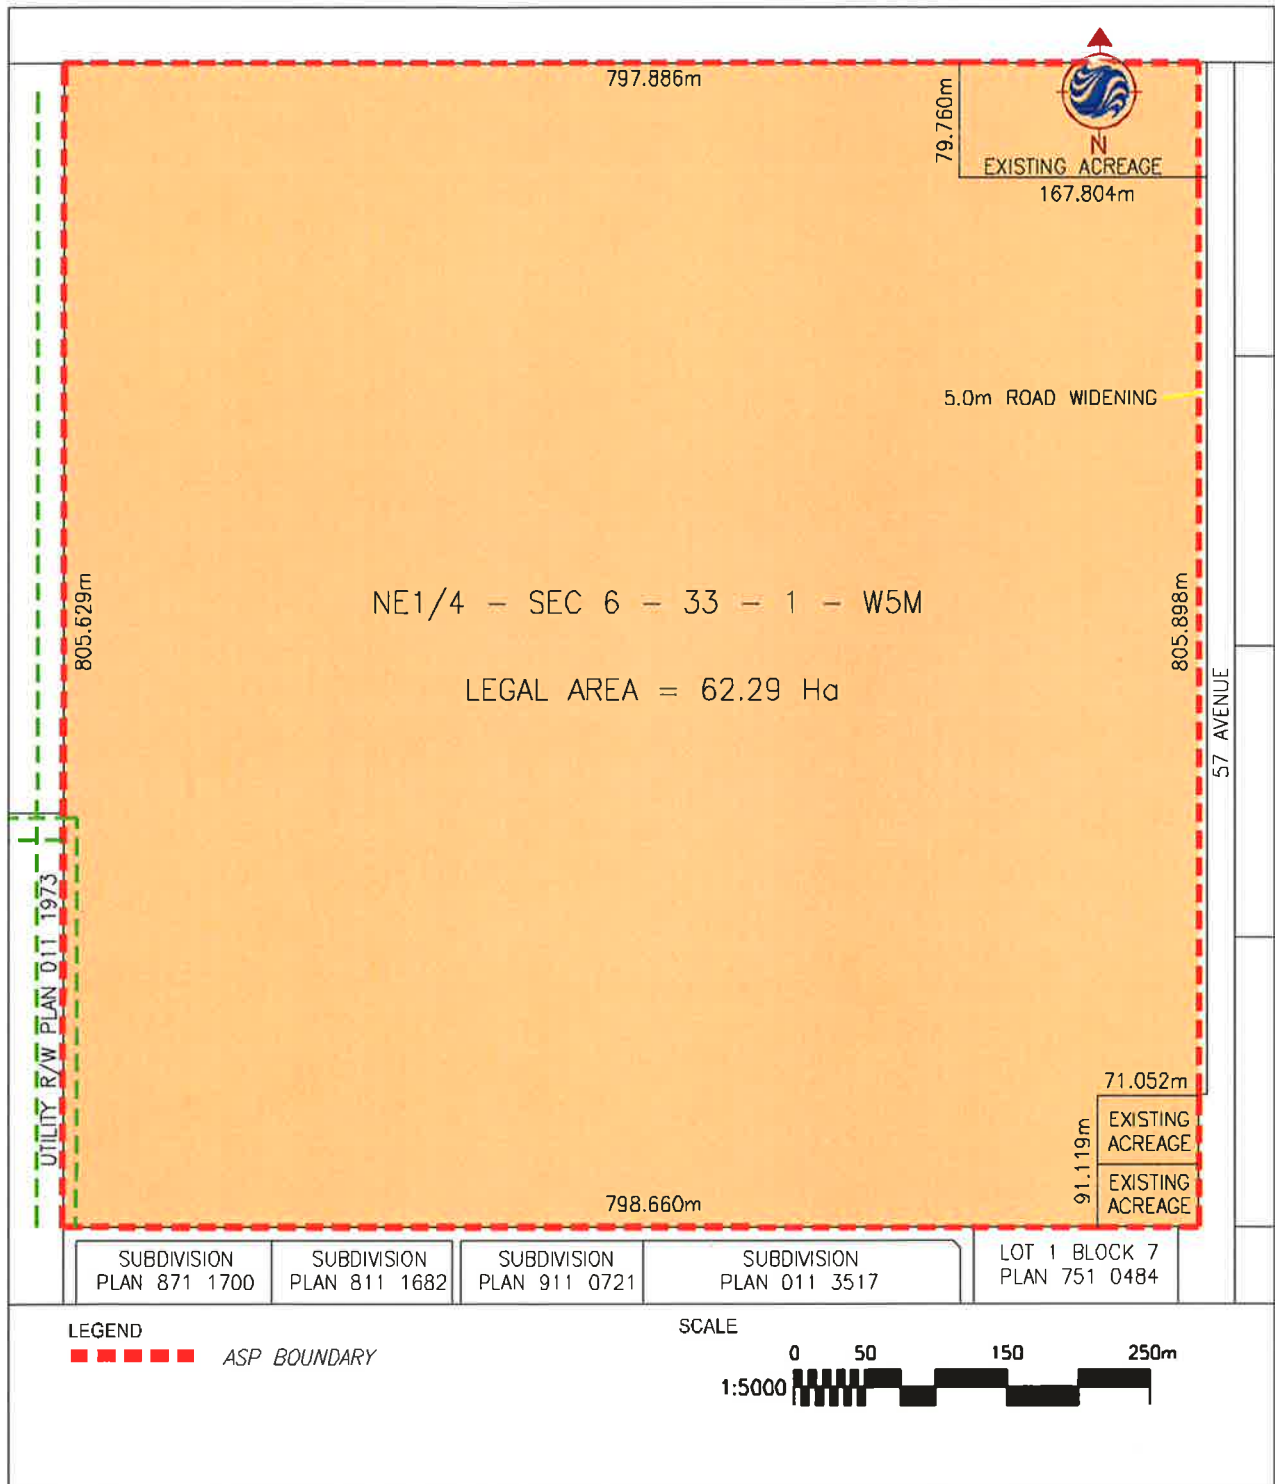 797.886m
79.760m
N
EXISTING ACREAGE
167.804m
5.0m ROAD WIDENING
805.629m
NE1/4 - SEC 6 - 33 - 1 - W5M
805.898m
LEGAL AREA = 62.29 Ha
57 AVENUE
UTILITY R/W PLAN 011 1973
71.052m
91.119m
EXISTING
ACREAGE
EXISTING
ACREAGE
798.660m
SUBDIVISION
PLAN 871 1700
SUBDIVISION
PLAN 811 1682
SUBDIVISION
PLAN 911 0721
SUBDIVISION
PLAN 011 3517
LOT 1 BLOCK 7
PLAN 751 0484
LEGEND
ASP BOUNDARY
SCALE
0 50 150 250m
1:5000